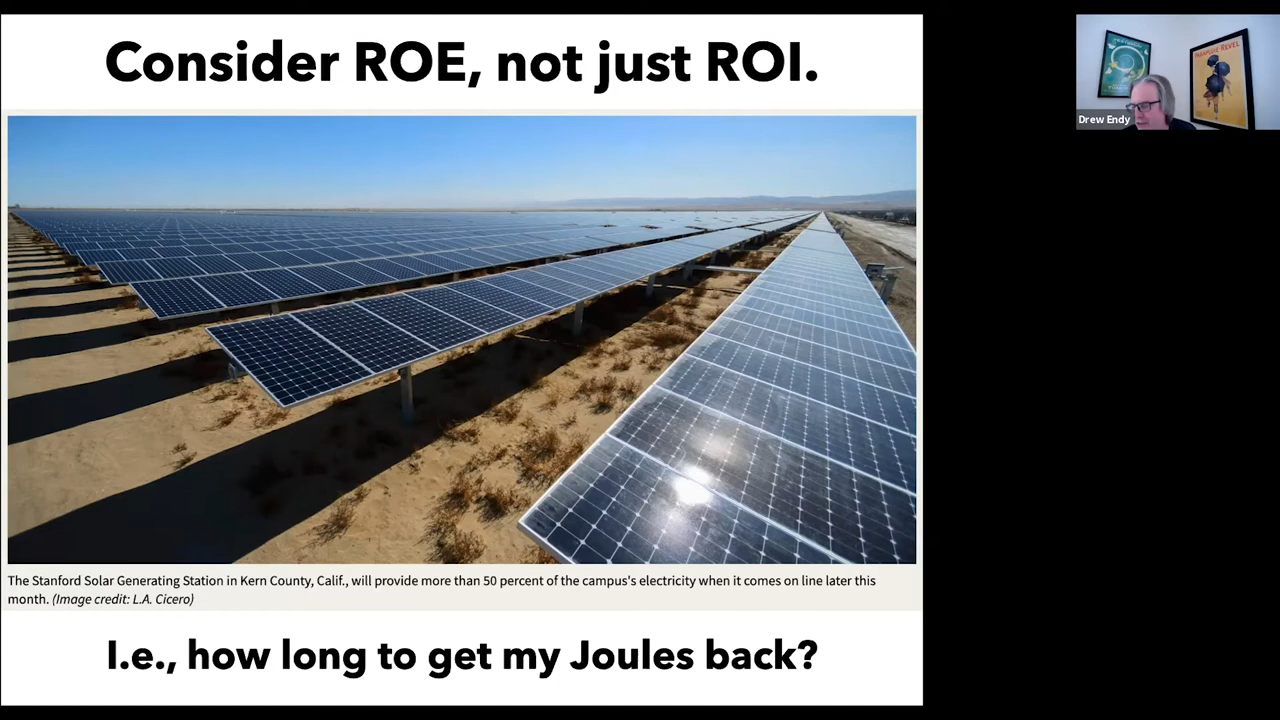 Consider ROE, not just ROI.
The Stanford Solar Generating Station in Kern County, Calif., will provide more than 50 percent of the campus's electricity when it comes on line later this
month. (Image credit: L.A. Cicero)
I.e., how long to get my Joules back?
Drew Endy